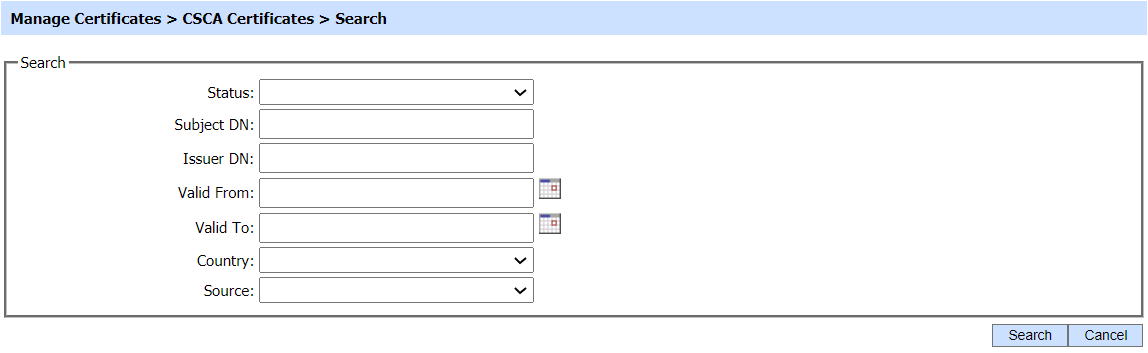 Manage Certificates > CSCA Certificates > Search
Search
Status:
Subject DN:
Issuer DN:
Valid From:
Valid To:
Country:
Source:
Search Cancel